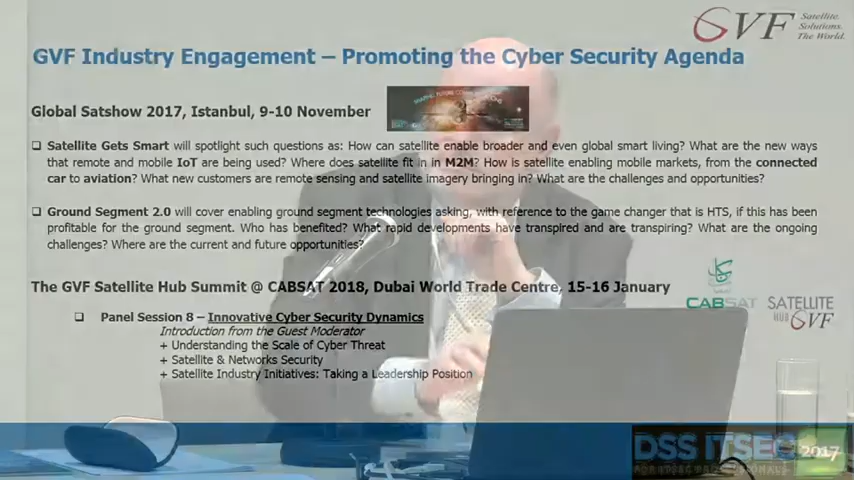 GVF Satellite. Solutions. The World.
GVF Industry Engagement – Promoting the Cyber Security Agenda
Global Satshow 2017, Istanbul, 9-10 November
❑ Satellite Gets Smart will spotlight such questions as: How can satellite enable broader and even global smart living? What are the new ways
that remote and mobile IoT are being used? Where does satellite fit in in M2M? How is satellite enabling mobile markets, from the connected
car to aviation? What new customers are remote sensing and satellite imagery bringing in? What are the challenges and opportunities?
❑ Ground Segment 2.0 will cover enabling ground segment technologies asking, with reference to the game changer that is HTS, if this has been
profitable for the ground segment. Who has benefited? What rapid developments have transpired and are transpiring? What are the ongoing
challenges? Where are the current and future opportunities?
The GVF Satellite Hub Summit @ CABSAT 2018, Dubai World Trade Centre, 15-16 January
CABSAT
SATELLITE
HUB GVF
❑ Panel Session 8 – Innovative Cyber Security Dynamics
Introduction from the Guest Moderator
+ Understanding the Scale of Cyber Threat
+ Satellite & Networks Security
+ Satellite Industry Initiatives: Taking a Leadership Position
DSS ITSEC 2017